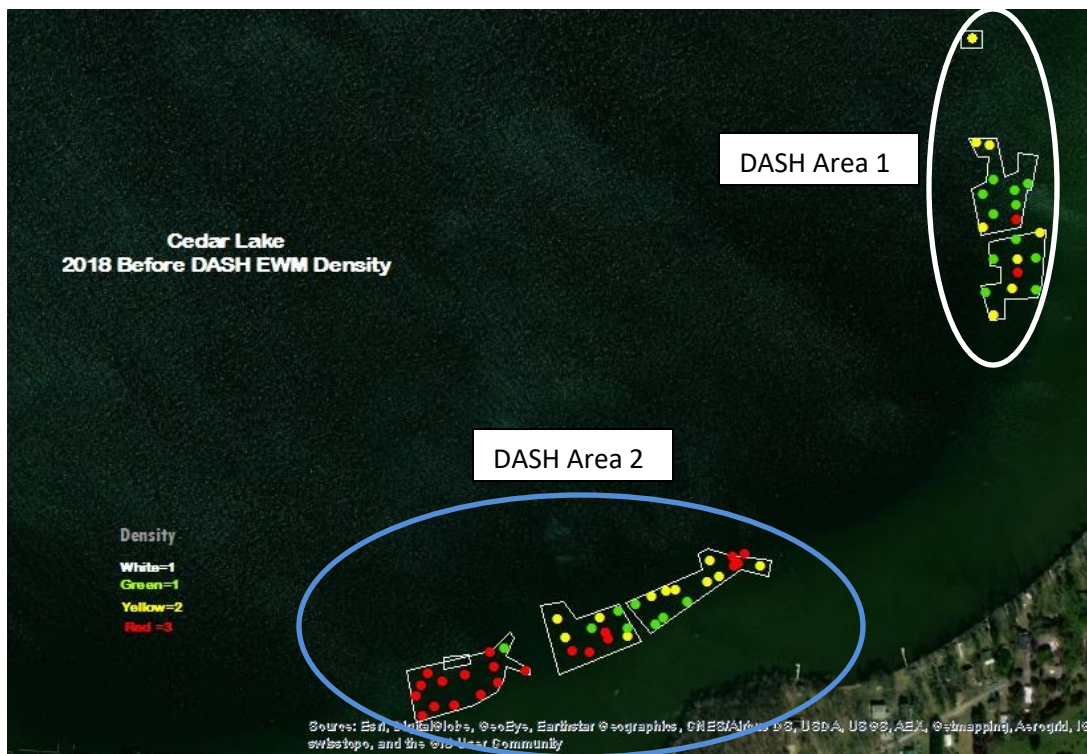 DASH Area 1
Cedar Lake
2018 Before DASH EWM Density
DASH Area 2
Density
White=1
Green=1
Yellow=2
Red =3
Source: Esri, DigitalGlobe, GeoEye, Earthstar Geographics, CNES/Airbus DS, USDA, USGS, AEX, Getmapping, Aerogrid, IGN,
swisstopo, and the GIS User Community